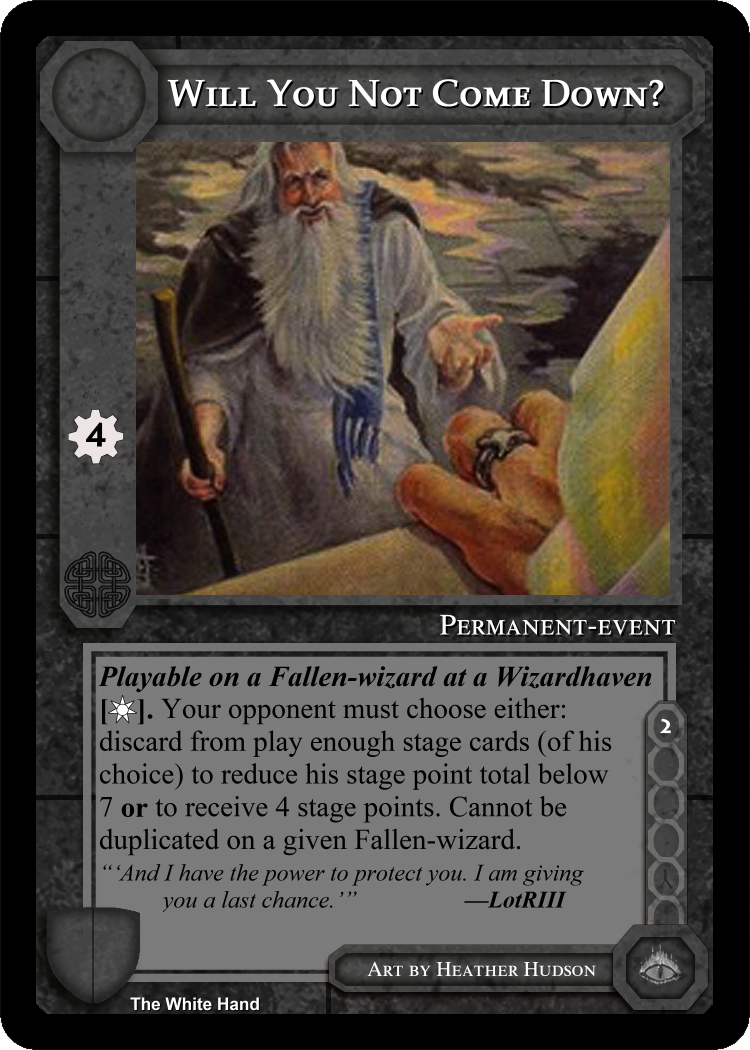 Will You Not Come Down?
4
Permanent-event
Playable on a Fallen-wizard at a Wizardhaven
[ ]. Your opponent must choose either:
discard from play enough stage cards (of his
choice) to reduce his stage point total below
7 or to receive 4 stage points. Cannot be
duplicated on a given Fallen-wizard.
2
“‘And I have the power to protect you. I am giving
you a last chance.’” —LotRIII
Art by Heather Hudson
The White Hand